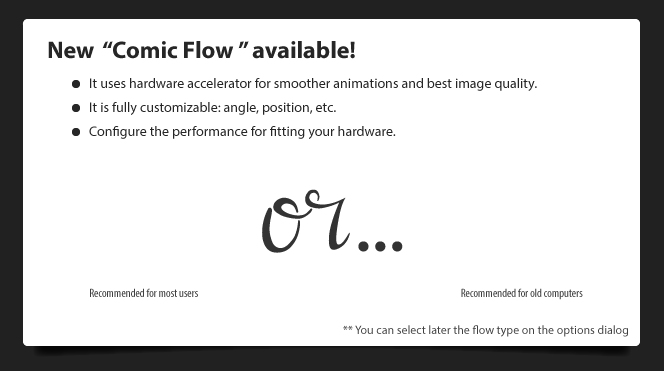 New “Comic Flow ” available!
It uses hardware accelerator for smoother animations and best image quality.
It is fully customizable: angle, position, etc.
Configure the performance for fitting your hardware.
or...
Recommended for most users
Recommended for old computers
** You can select later the flow type on the options dialog